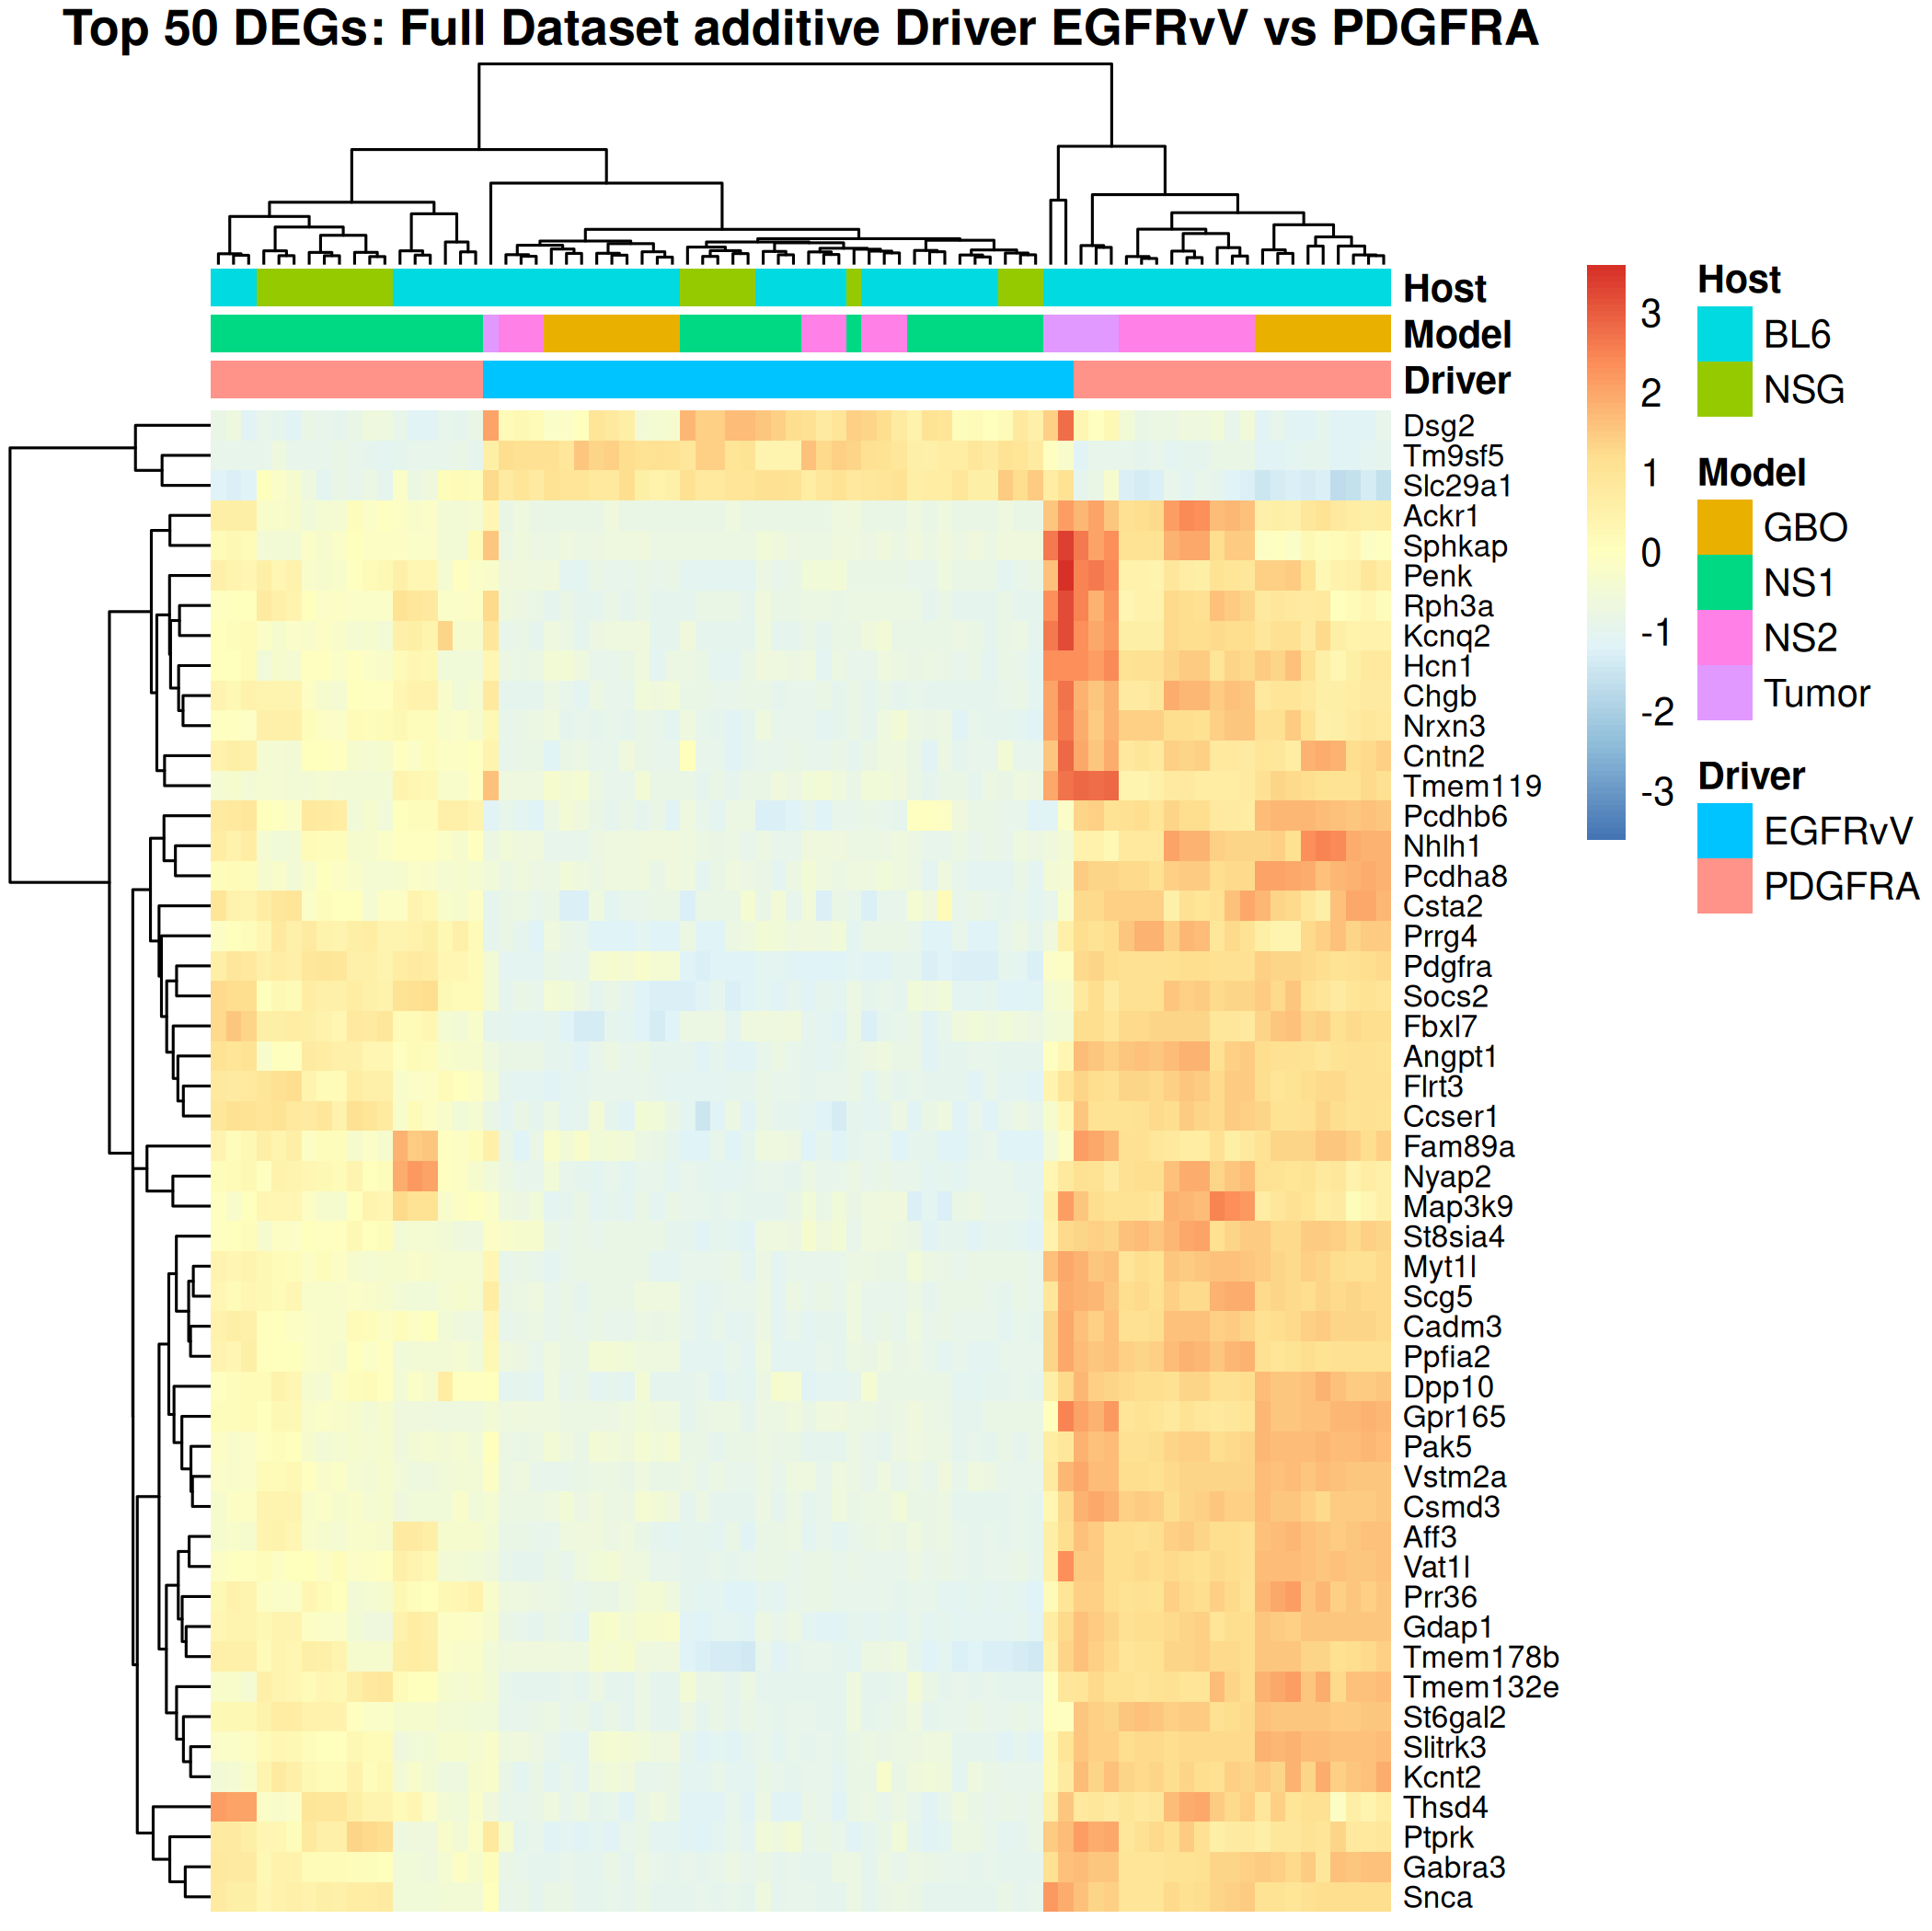 Top 50 DEGs: Full Dataset additive Driver EGFRvV vs PDGFRA
Host
Model
Driver
Dsg2
Tm9sf5
Slc29a1
Ackr1
Sphkap
Penk
Rph3a
Kcnq2
Hcn1
Chgb
Nrxn3
Cntn2
Tmem119
Pcdhb6
Nhlh1
Pcdha8
Csta2
Prrg4
Pdgfra
Socs2
Fbxl7
Angpt1
Flrt3
Ccser1
Fam89a
Nyap2
Map3k9
St8sia4
Myt1l
Scg5
Cadm3
Ppfia2
Dpp10
Gpr165
Pak5
Vstm2a
Csmd3
Aff3
Vat1l
Prr36
Gdap1
Tmem178b
Tmem132e
St6gal2
Slitrk3
Kcnt2
Thsd4
Ptprk
Gabra3
Snca
3
2
1
0
-1
-2
-3
Host
BL6
NSG
Model
GBO
NS1
NS2
Tumor
Driver
EGFRvV
PDGFRA